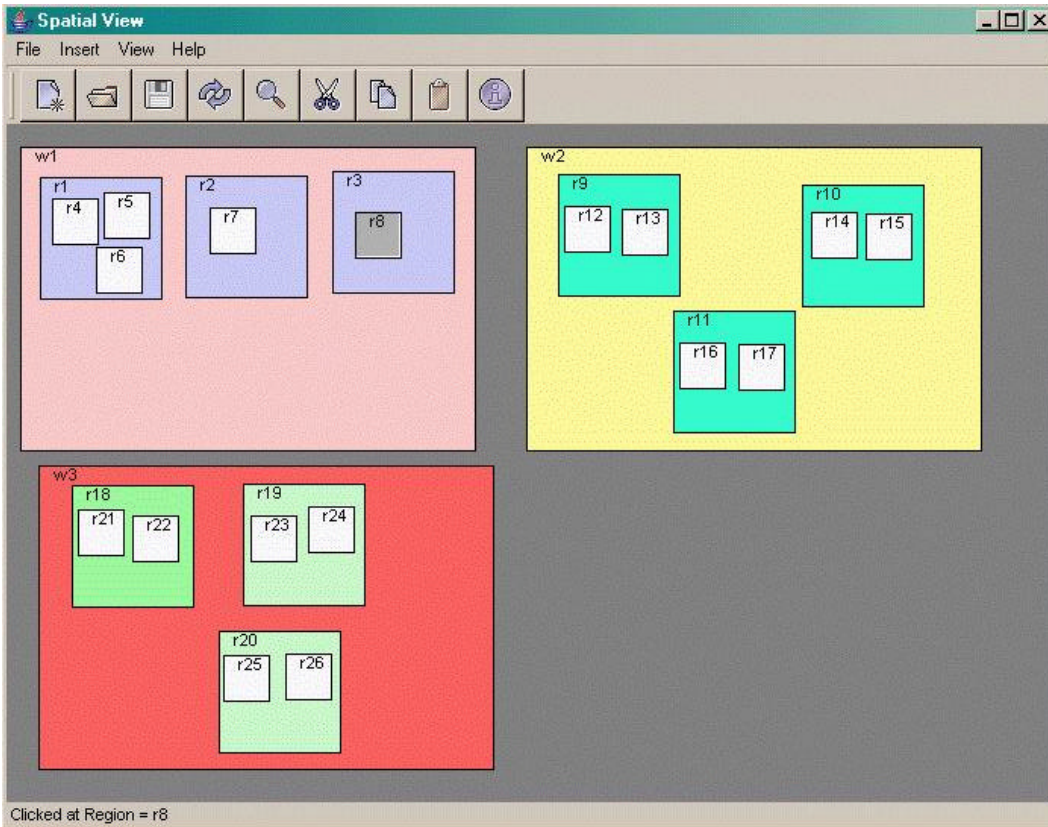 Spatial View
File Insert View Help
w1
r1
r4
r5
r6
r2
r7
r3
r8
w2
r9
r12
r13
r10
r14
r15
r11
r16
r17
w3
r18
r21
r22
r19
r23
r24
r20
r25
r26
Clicked at Region = r8